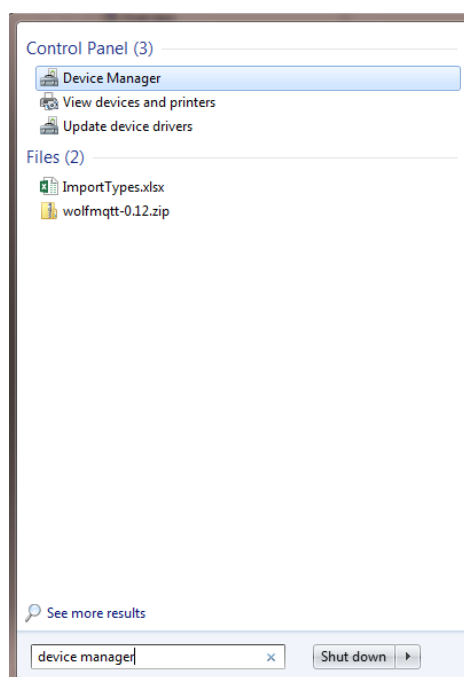 Control Panel (3)
Device Manager
View devices and printers
Update device drivers
Files (2)
ImportTypes.xlsx
wolfmqtt-0.12.zip
See more results
device manager
Shut down